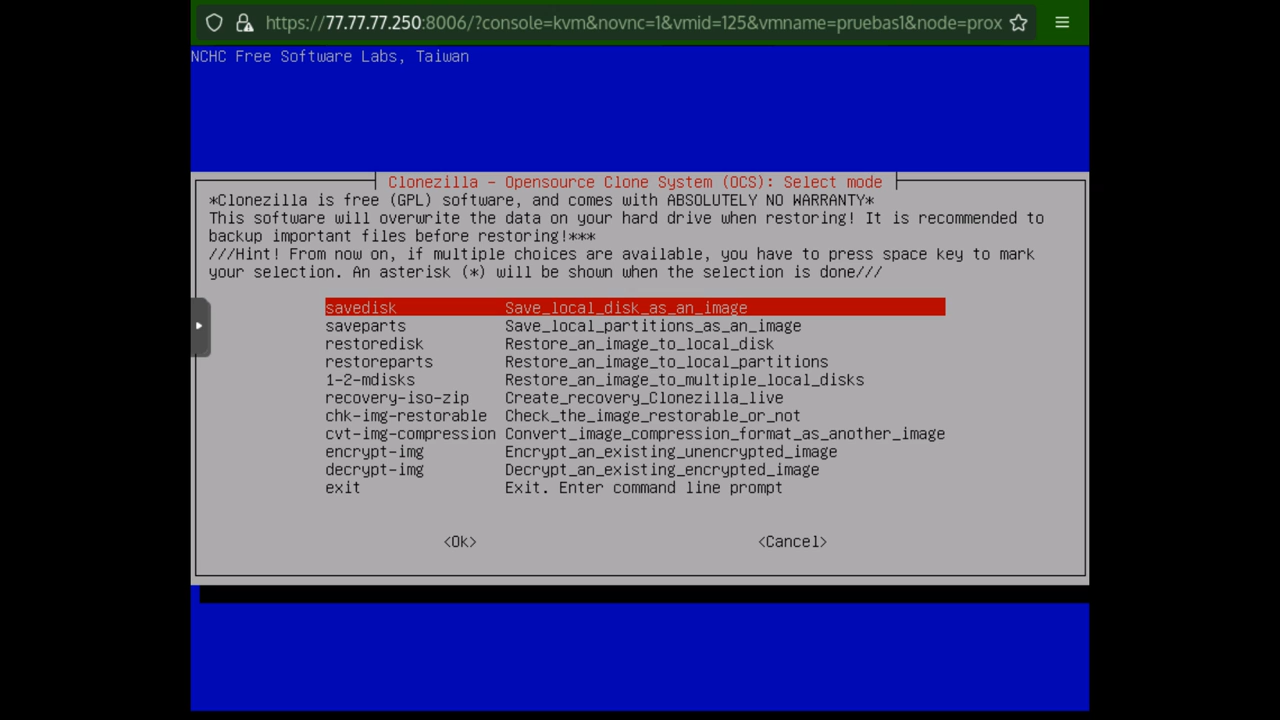 https://77.77.77.250:8006/?console=kvm&novnc=1&vmid=125&vmname=pruebas1&node=prox
NCHC Free Software Labs, Taiwan
Clonezilla - Opensource Clone System (OCS): Select mode
*Clonezilla is free (GPL) software, and comes with ABSOLUTELY NO WARRANTY*
This software will overwrite the data on your hard drive when restoring! It is recommended to
backup important files before restoring!***
///Hint! From now on, if multiple choices are available, you have to press space key to mark
your selection. An asterisk (*) will be shown when the selection is done///
savedisk Save_local_disk_as_an_image
saveparts Save_local_partitions_as_an_image
restoredisk Restore_an_image_to_local_disk
restoreparts Restore_an_image_to_local_partitions
1-2-mdisks Restore_an_image_to_multiple_local_disks
recovery-iso-zip Create_recovery_Clonezilla_live
chk-img-restorable Check_the_image_restorable_or_not
cvt-img-compression Convert_image_compression_format_as_another_image
encrypt-img Encrypt_an_existing_unencrypted_image
decrypt-img Decrypt_an_existing_encrypted_image
exit Exit. Enter command line prompt
<Ok> <Cancel>